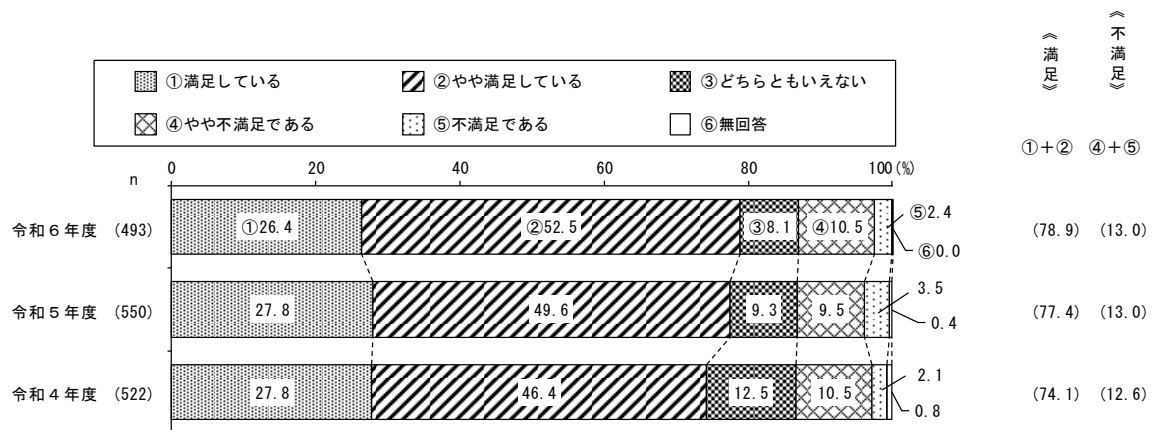 《満足》 《不満足》
①満足している ②やや満足している ③どちらともいえない
④やや不満足である ⑤不満足である ⑥無回答
①+② ④+⑤
n 0 20 40 60 80 100(%)
令和6年度 (493) ①26.4 ②52.5 ③8.1 ④10.5 ⑤2.4 ⑥0.0 (78.9) (13.0)
令和5年度 (550) 27.8 49.6 9.3 9.5 3.5 0.4 (77.4) (13.0)
令和4年度 (522) 27.8 46.4 12.5 10.5 2.1 0.8 (74.1) (12.6)